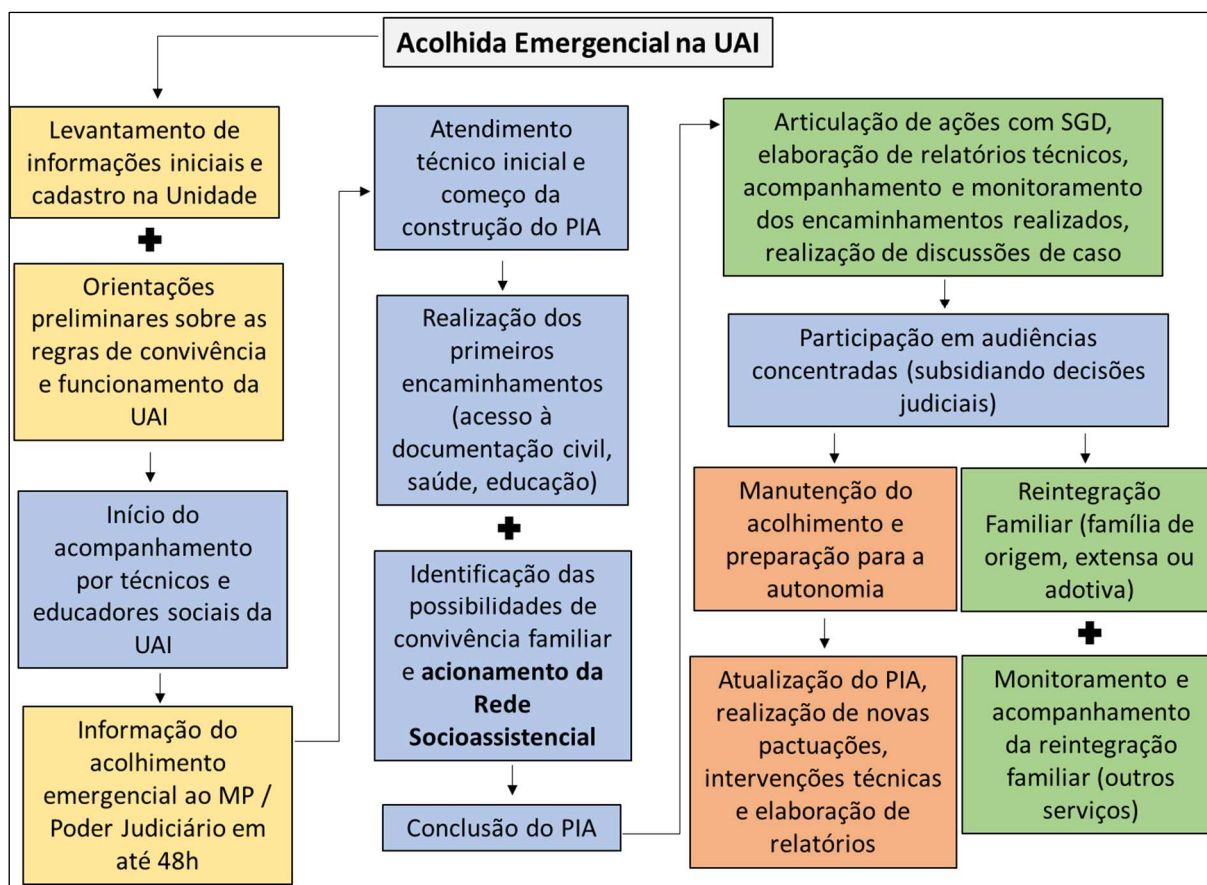 Acolhida Emergencial na UAI
Levantamento de
informações iniciais e
cadastro na Unidade
Orientações
preliminares sobre as
regras de convivência
e funcionamento da
UAI
Início do
acompanhamento
por técnicos e
educadores sociais da
UAI
Informação do
acolhimento
emergencial ao MP /
Poder Judiciário em
até 48h
Atendimento
técnico inicial e
começo da
construção do PIA
Realização dos
primeiros
encaminhamentos
(acesso à
documentação civil,
saúde, educação)
Identificação das
possibilidades de
convivência familiar
e acionamento da
Rede
Socioassistencial
Conclusão do PIA
Articulação de ações com SGD,
elaboração de relatórios técnicos,
acompanhamento e monitoramento
dos encaminhamentos realizados,
realização de discussões de caso
Participação em audiências
concentradas (subsidiando decisões
judiciais)
Manutenção do
acolhimento e
preparação para a
autonomia
Atualização do PIA,
realização de novas
pactuações,
intervenções técnicas
e elaboração de
relatórios
Reintegração
Familiar (família de
origem, extensa ou
adotiva)
Monitoramento e
acompanhamento
da reintegração
familiar (outros
serviços)